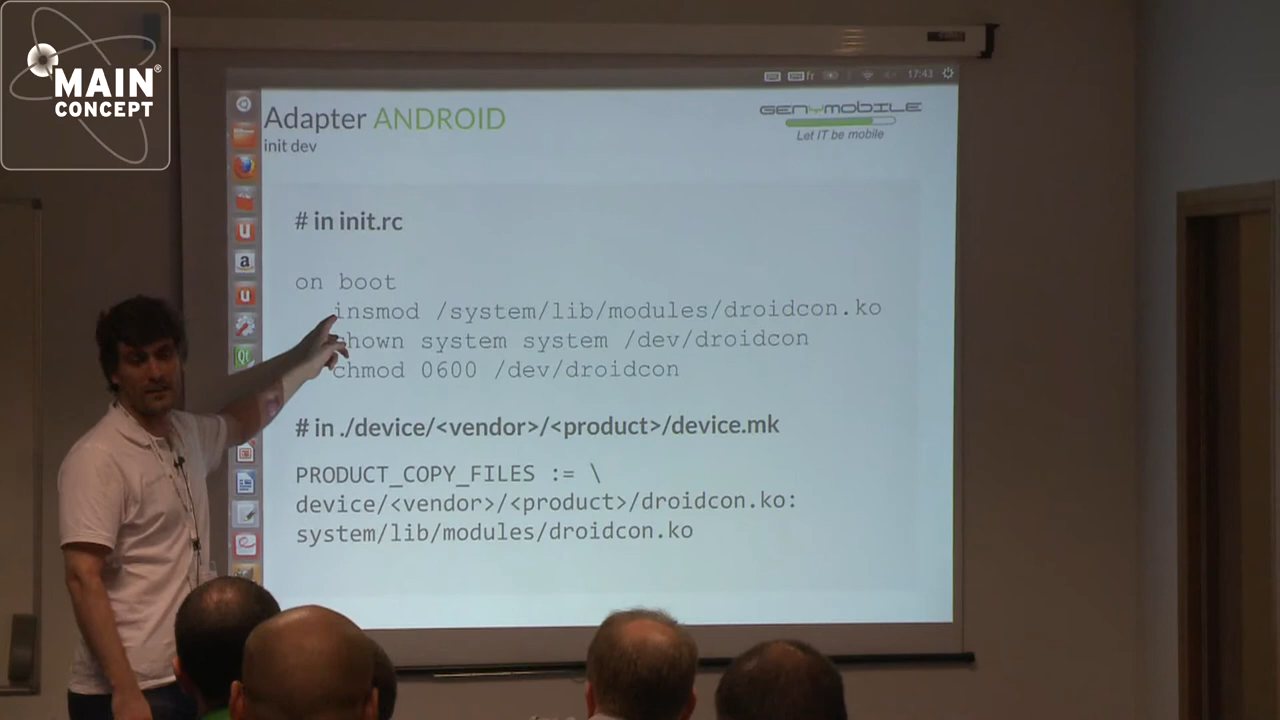 MAIN®
CONCEPT
fr 17:43
Adapter ANDROID
init dev
GENYMOBILE
Let IT be mobile
# in init.rc
on boot
insmod /system/lib/modules/droidcon.ko
system system /dev/droidcon
chmod 0600 /dev/droidcon
# in ./device/<vendor>/<product>/device.mk
PRODUCT_COPY_FILES := \
device/<vendor>/<product>/droidcon.ko:
system/lib/modules/droidcon.ko